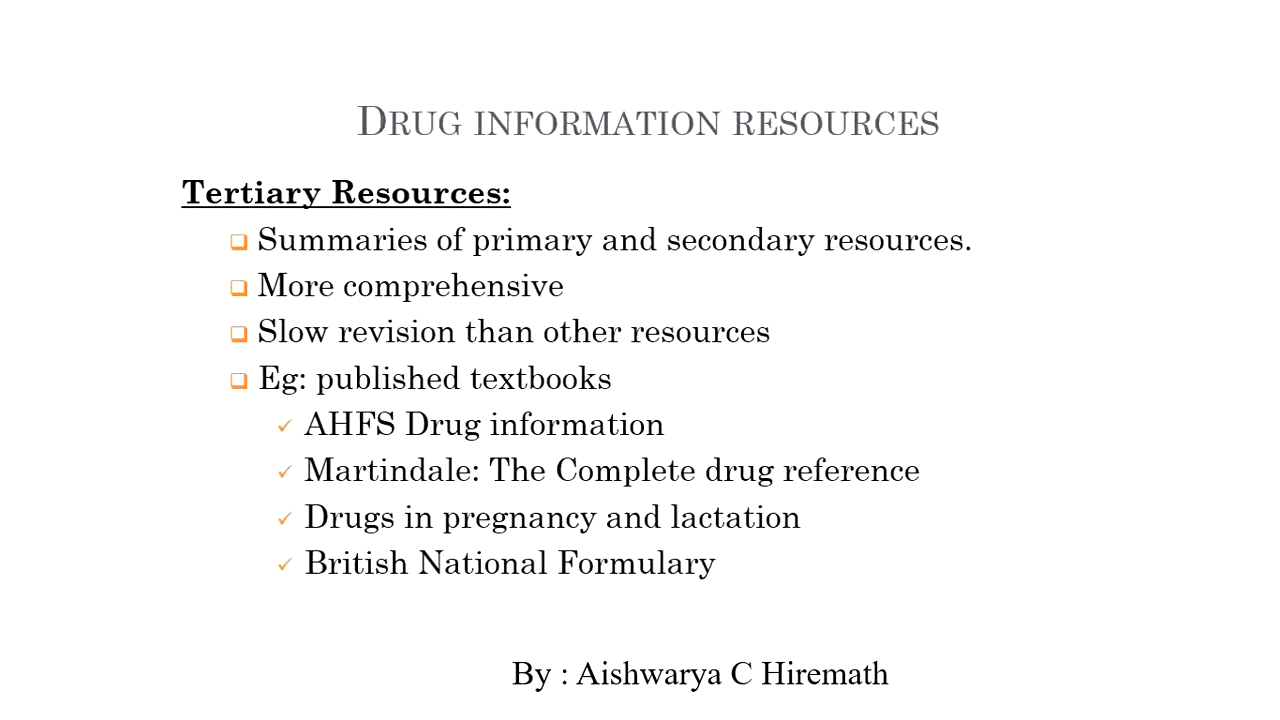 Drug information resources
Tertiary Resources:
Summaries of primary and secondary resources.
More comprehensive
Slow revision than other resources
Eg: published textbooks
AHFS Drug information
Martindale: The Complete drug reference
Drugs in pregnancy and lactation
British National Formulary
By : Aishwarya C Hiremath